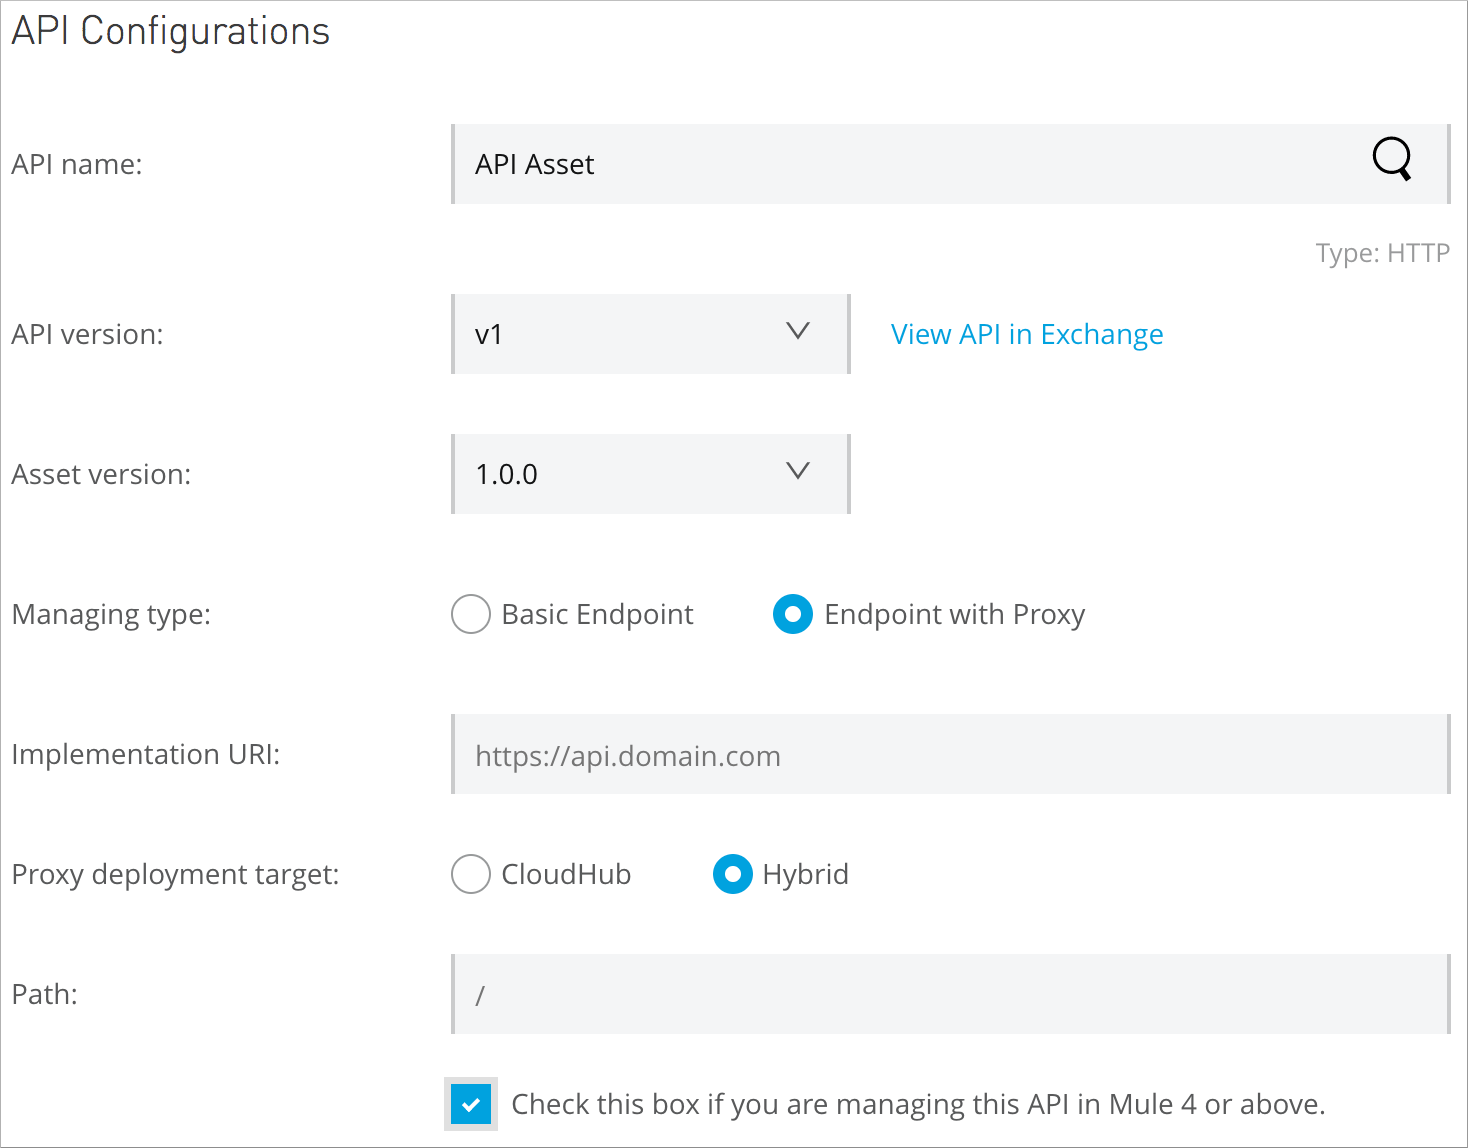 API Configurations
API name:
API Asset
Type: HTTP
API version:
v1
View API in Exchange
Asset version:
1.0.0
Managing type:
Basic Endpoint
Endpoint with Proxy
Implementation URI:
https://api.domain.com
Proxy deployment target:
CloudHub
Hybrid
Path:
/
Check this box if you are managing this API in Mule 4 or above.